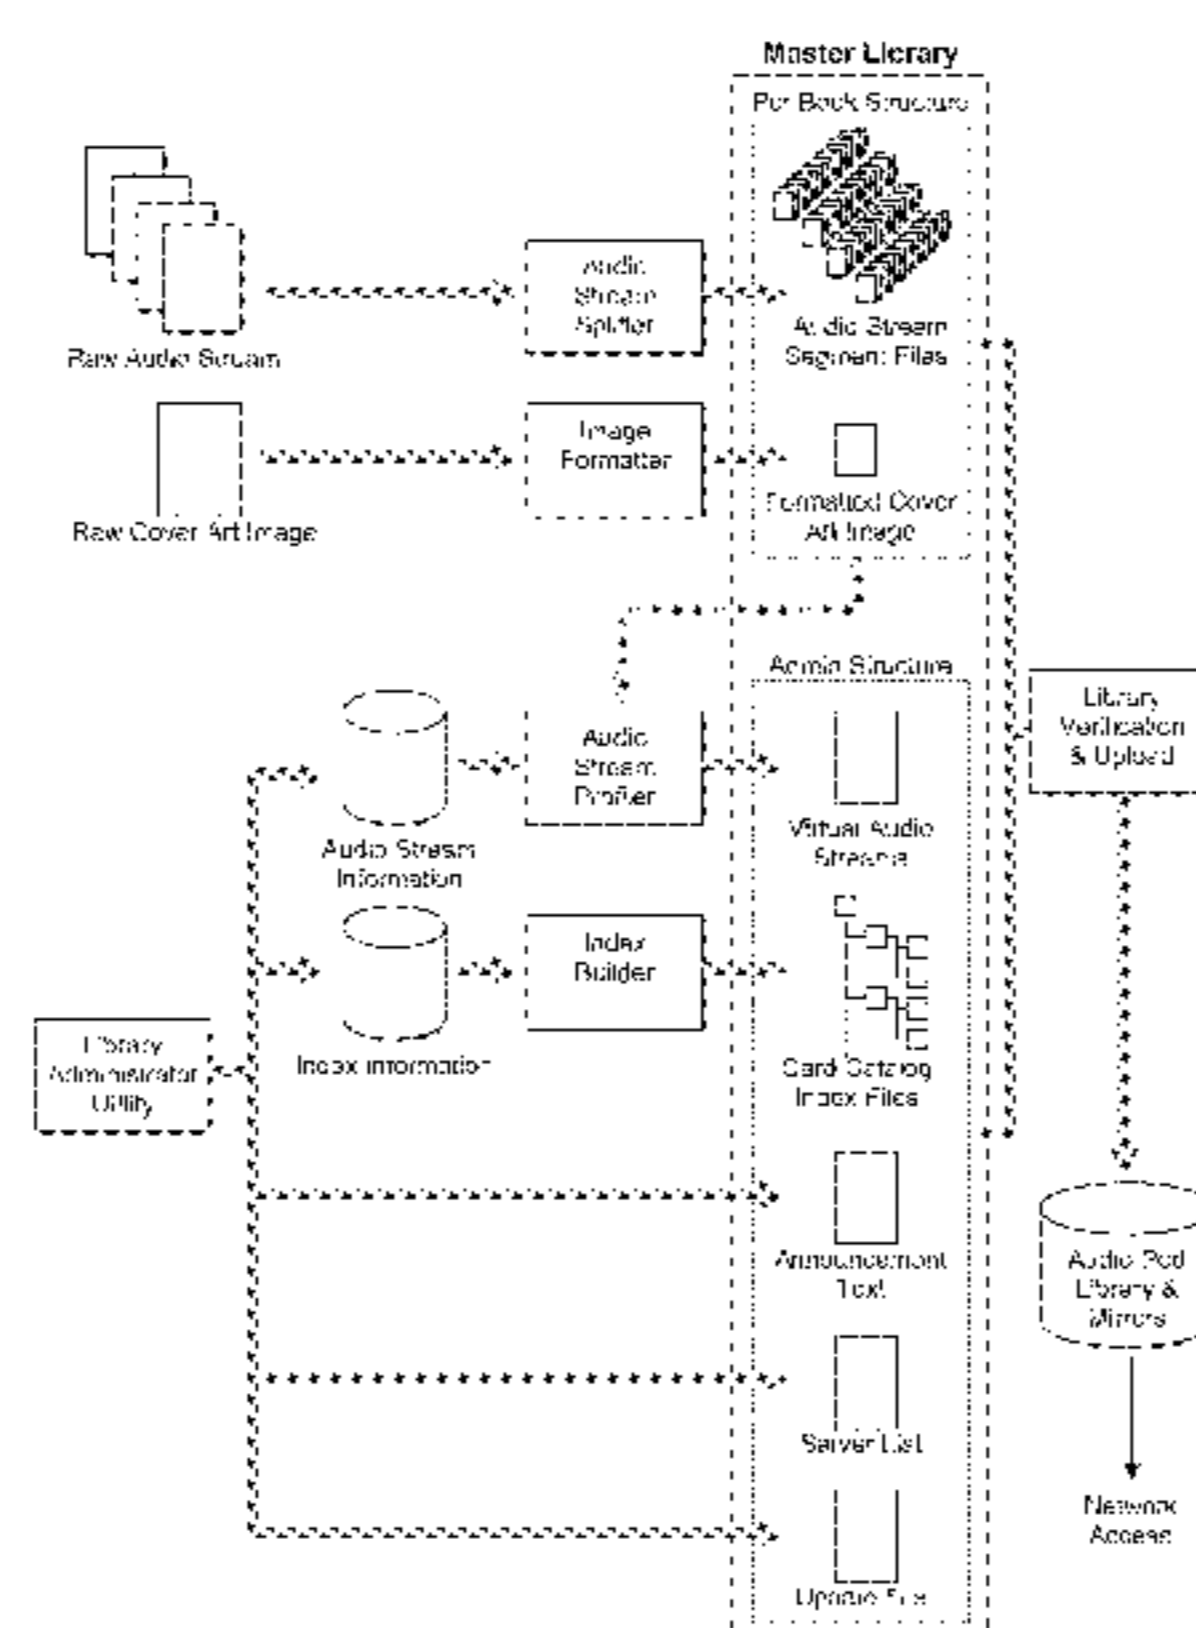 Master Library
Per Book Structure
Audio
Stream
Splitter
Raw Audio Stream
Audio Stream
Segment Files
Image
Formatter
Raw Cover Art Image
Formatted Cover
Art Image
Admin Structure
Library
Verification
& Upload
Audio
Stream
Profiler
Virtual Audio
Streams
Audio Stream
Information
Index
Builder
Library
Administrator
Utility
Index information
Card Catalog
Index Files
Announcement
Text
Audio Pod
Library &
Mirrors
Server List
Network
Access
Update File